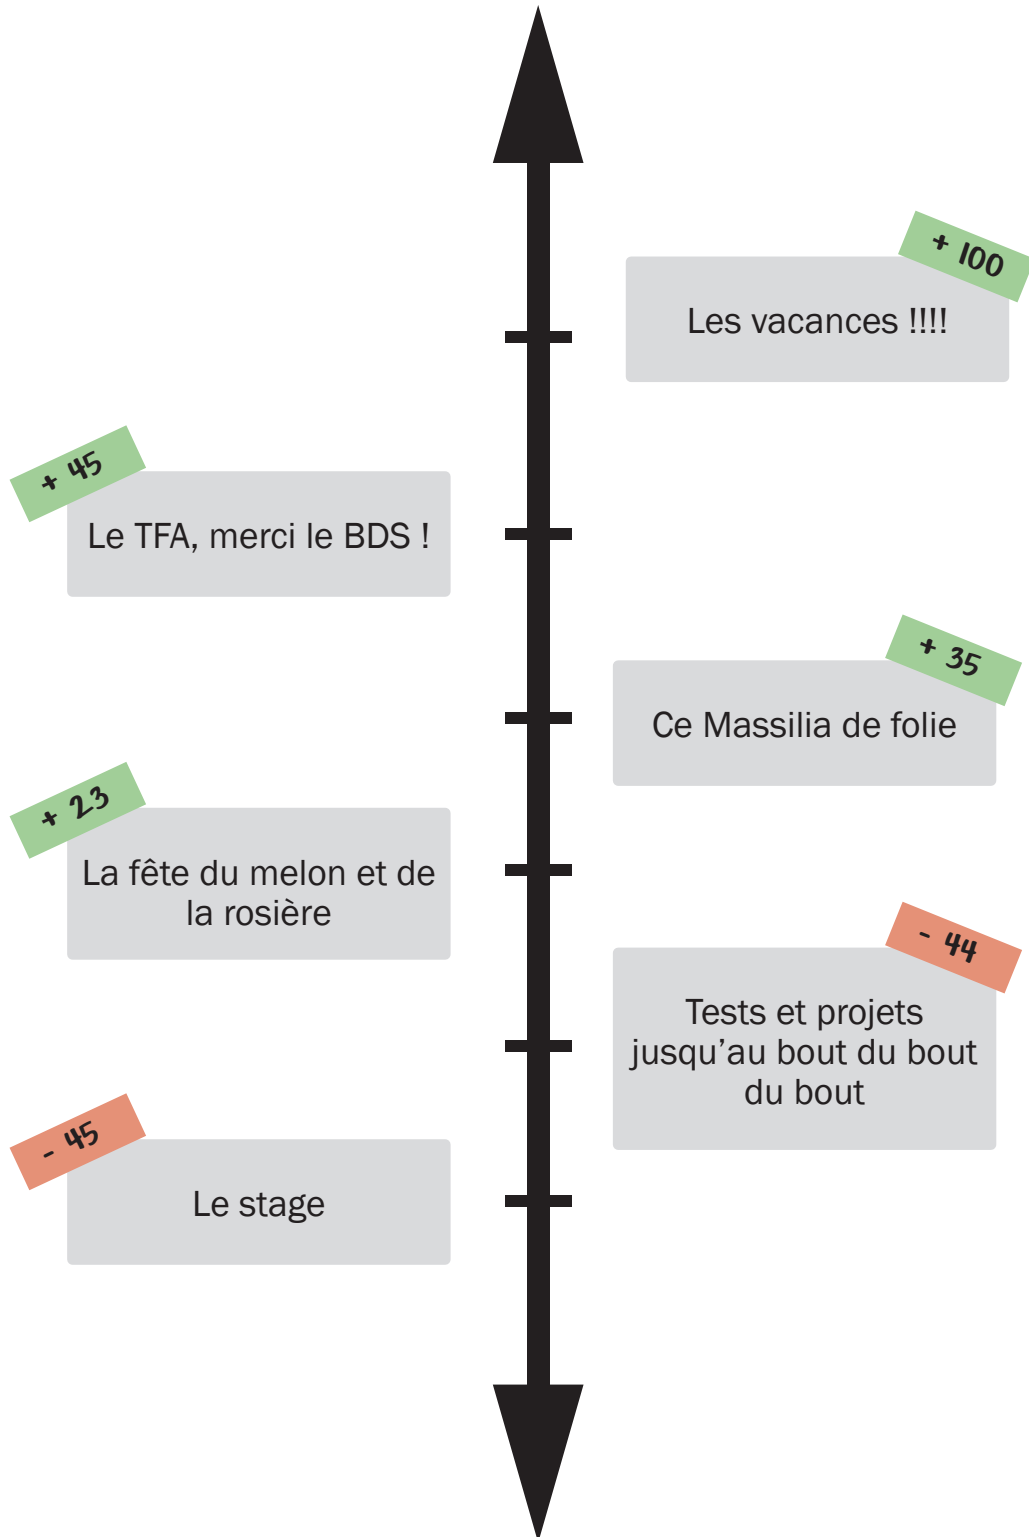 + 100
Les vacances !!!!
+ 45
Le TFA, merci le BDS !
+ 35
Ce Massilia de folie
+ 23
La fête du melon et de
la rosière
- 44
Tests et projets
jusqu’au bout du bout
du bout
- 45
Le stage